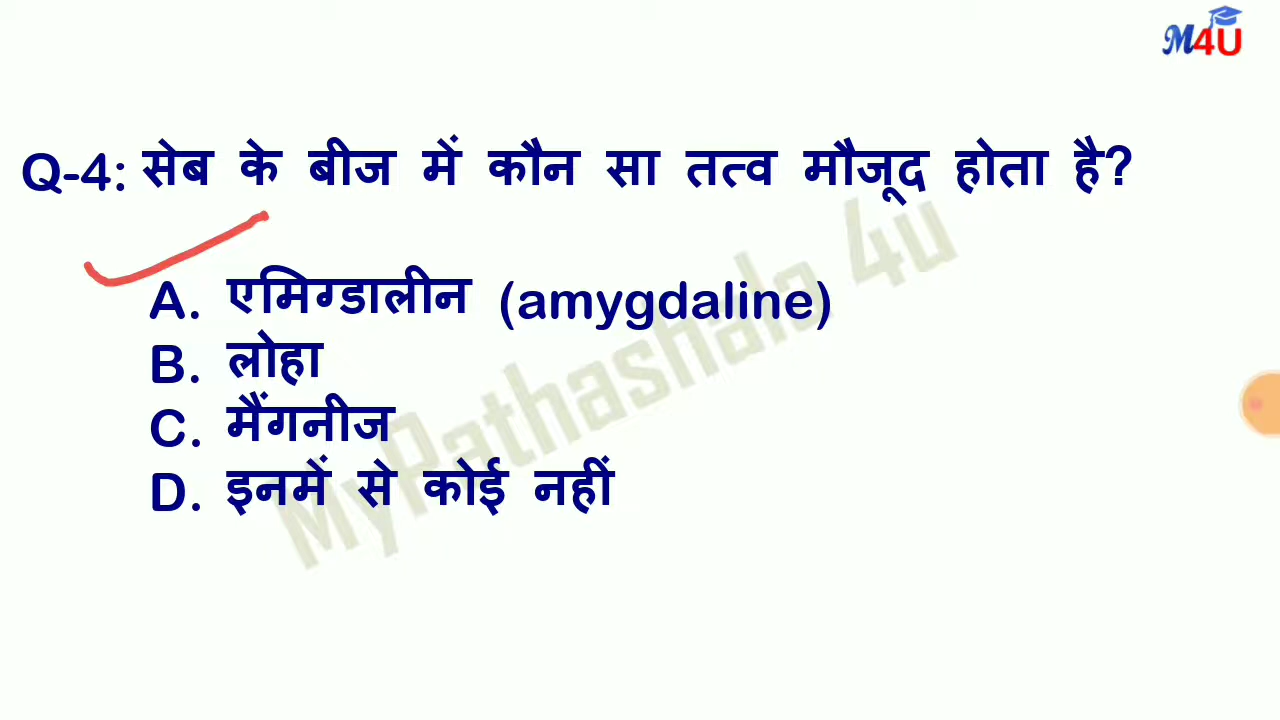 M4U
Q-4: सेब के बीज में कौन सा तत्व मौजूद होता है?
A. एमिग्डालीन (amygdaline)
B. लोहा
C. मैंगनीज
D. इनमें से कोई नहीं
MyPathashala 4u